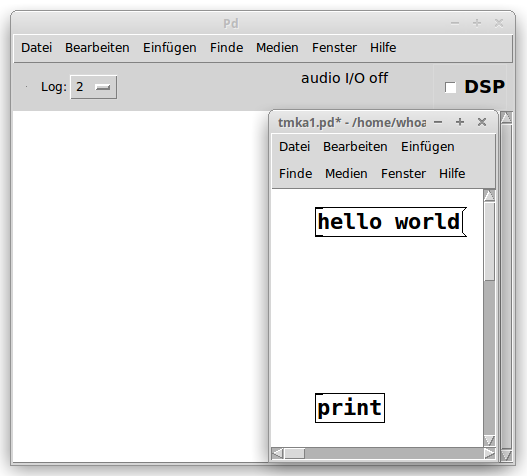 Pd
Datei Bearbeiten Einfügen Finde Medien Fenster Hilfe
Log: 2
audio I/O off
DSP
tmka1.pd* - /home/whoa
Datei Bearbeiten Einfügen
Finde Medien Fenster Hilfe
hello world
print